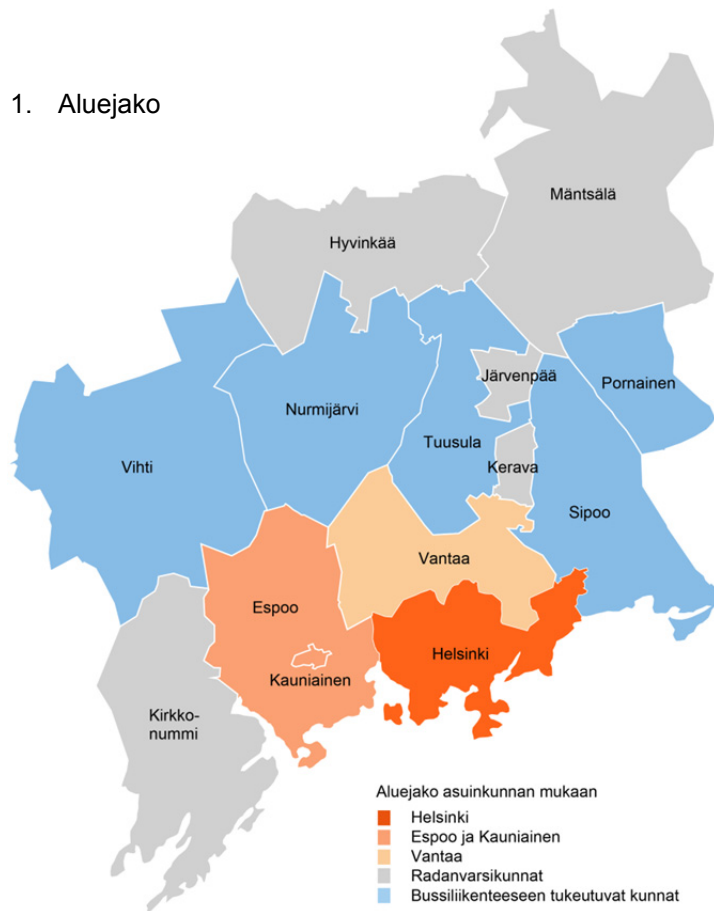 1. Aluejako
Mäntsälä
Hyvinkää
Järvenpää
Pornainen
Nurmijärvi
Tuusula
Vihti
Kerava
Sipoo
Vantaa
Espoo
Helsinki
Kauniainen
Kirkko-
nummi
Aluejako asuinkunnan mukaan
Helsinki
Espoo ja Kauniainen
Vantaa
Radanvarsikunnat
Bussiliikenteeseen tukeutuvat kunnat